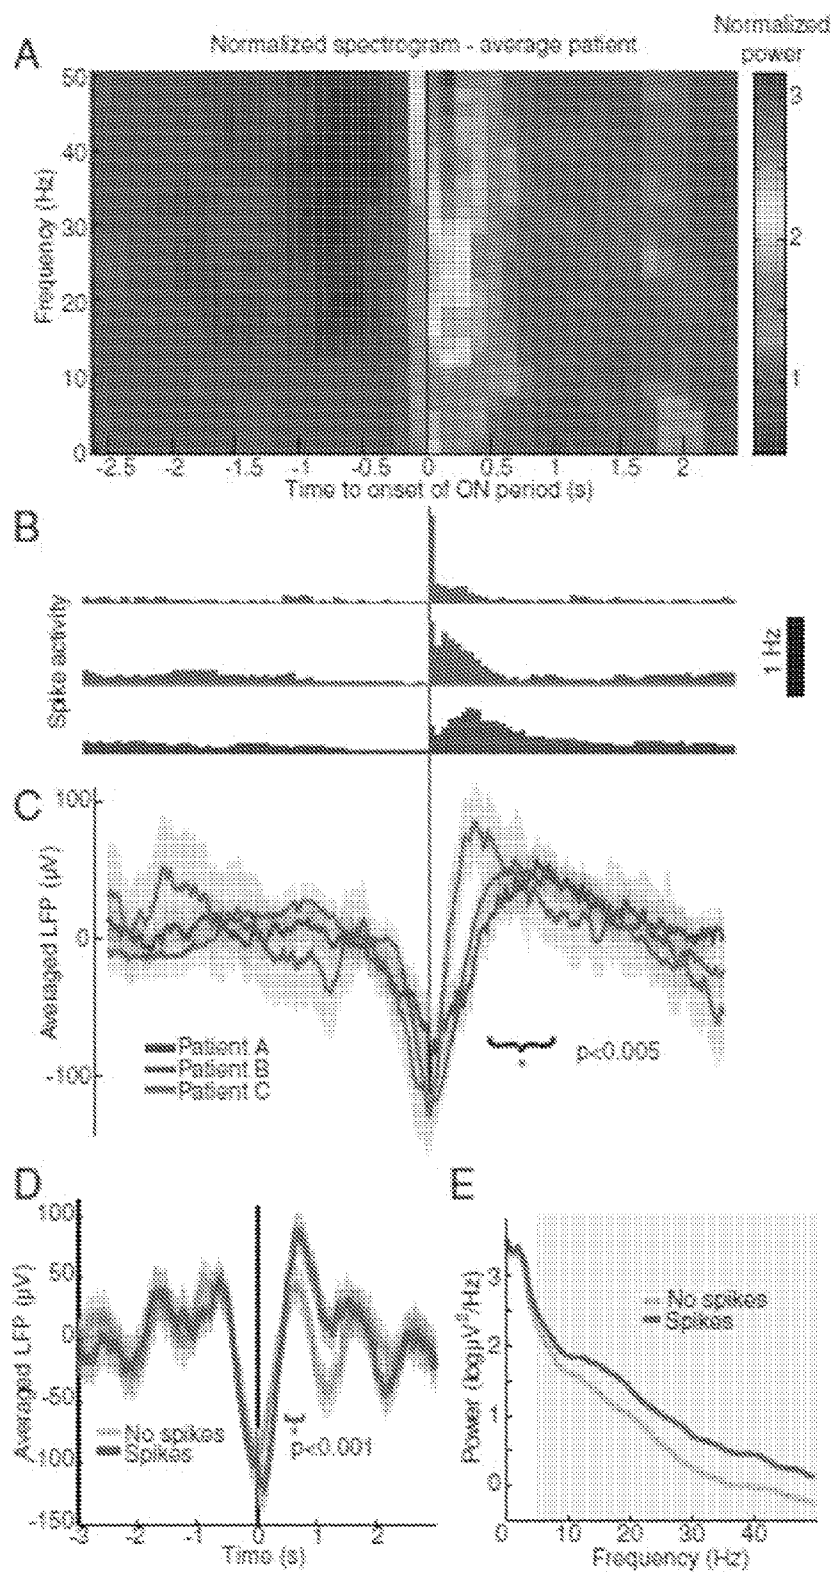 Normalized
A
Normalized spectrogram - average patient
power
50
40
30
20
10
0
Frequency (Hz)
3
2
1
-2.5 -2 -1.5 -1 -0.5 0 0.5 1 1.5 2
Time to onset of ON period (s)
B
Spike activity
1 Hz
C
100
0
-100
Averaged LFP (µV)
Patient A
Patient B
Patient C
*
p<0.005
D
100
50
0
-50
-100
-150
Averaged LFP (µV)
No spikes
Spikes
*
p<0.001
-3 -2 -1 0 1 2
Time (s)
E
3
2
1
0
Power (logµV²/Hz)
No spikes
Spikes
0 10 20 30 40
Frequency (Hz)